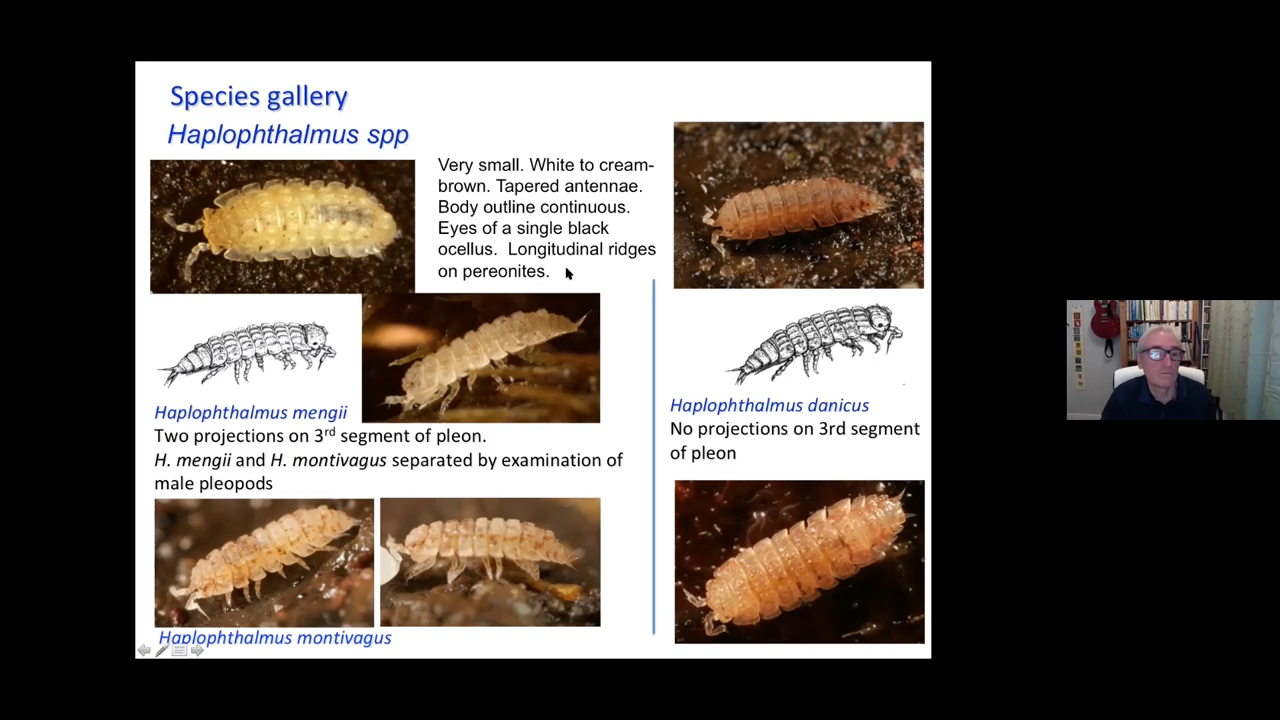 Species gallery
Haplophthalmus spp
Very small. White to cream-
brown. Tapered antennae.
Body outline continuous.
Eyes of a single black
ocellus. Longitudinal ridges
on pereonites.
Haplophthalmus mengii
Two projections on 3rd segment of pleon.
H. mengii and H. montivagus separated by examination of
male pleopods
Haplophthalmus montivagus
Haplophthalmus danicus
No projections on 3rd segment
of pleon